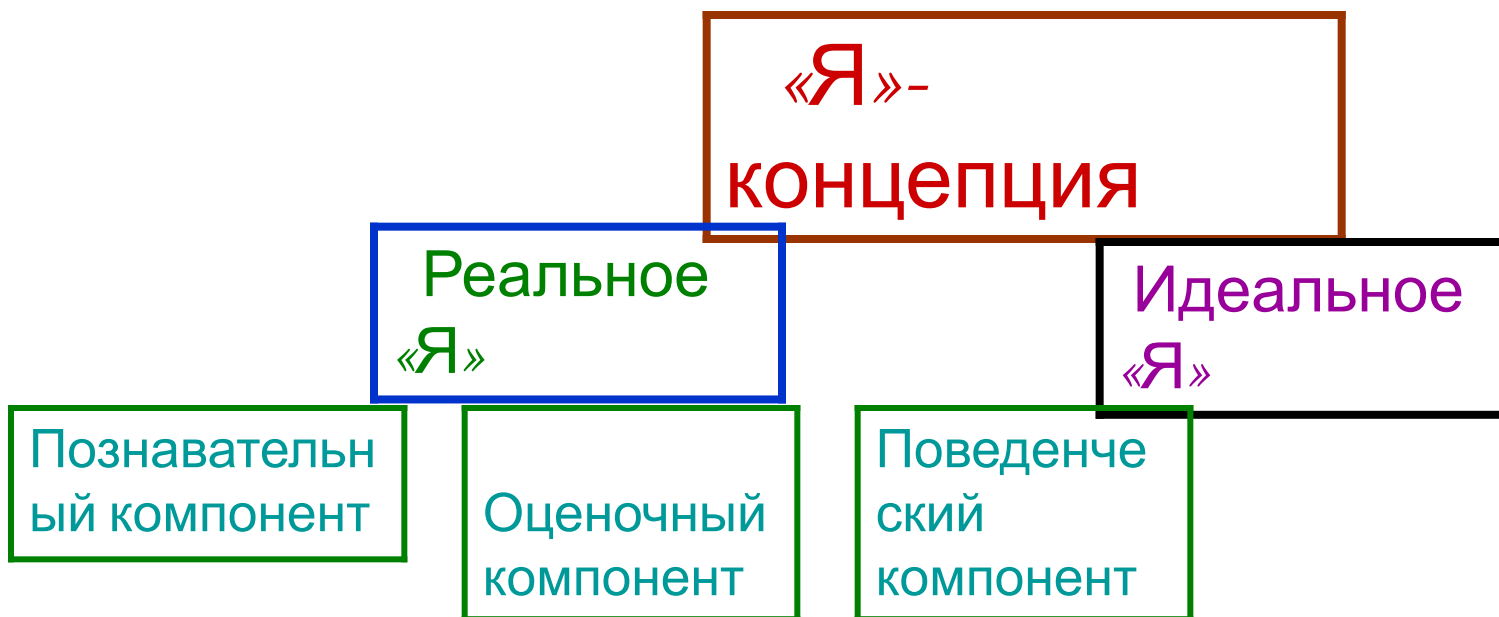 «Я»-
концепция
Реальное
«Я»
Идеальное
«Я»
Познавательн
ый компонент
Оценочный
компонент
Поведенче
ский
компонент